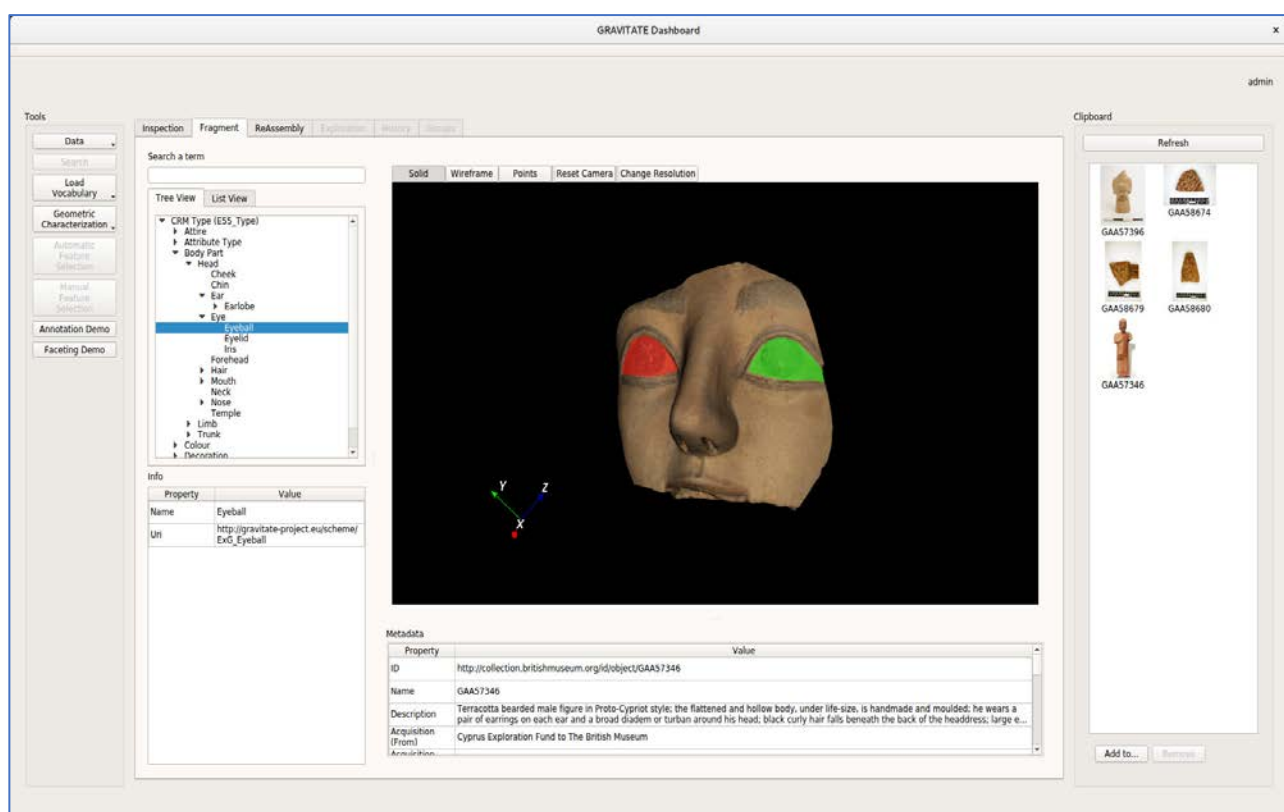 GRAVITATE Dashboard
x
admin
Tools
Data
Search
Load
Vocabulary
Geometric
Characterization
Automatic
Feature
Selection
Manual
Feature
Selection
Annotation Demo
Faceting Demo
Inspection Fragment ReAssembly Exploration History Groups
Search a term
Tree View List View
CRM Type (E55_Type)
Attire
Attribute Type
Body Part
Head
Cheek
Chin
Ear
Earlobe
Eye
Eyeball
Eyelid
Iris
Forehead
Hair
Mouth
Neck
Nose
Temple
Limb
Trunk
Colour
Decoration
Info
Property Value
Name Eyeball
Uri http://gravitate-project.eu/scheme/
ExG_Eyeball
Solid Wireframe Points Reset Camera Change Resolution
Y Z
X
Metadata
Property Value
ID http://collection.britishmuseum.org/id/object/GAA57346
Name GAA57346
Description Terracotta bearded male figure in Proto-Cypriot style; the flattened and hollow body, under life-size, is handmade and moulded; he wears a
pair of earrings on each ear and a broad diadem or turban around his head; black curly hair falls beneath the back of the headdress; large e...
Acquisition
(From) Cyprus Exploration Fund to The British Museum
Acquisition
Clipboard
Refresh
GAA57396
GAA58674
GAA58679 GAA58680
GAA57346
Add to... Remove